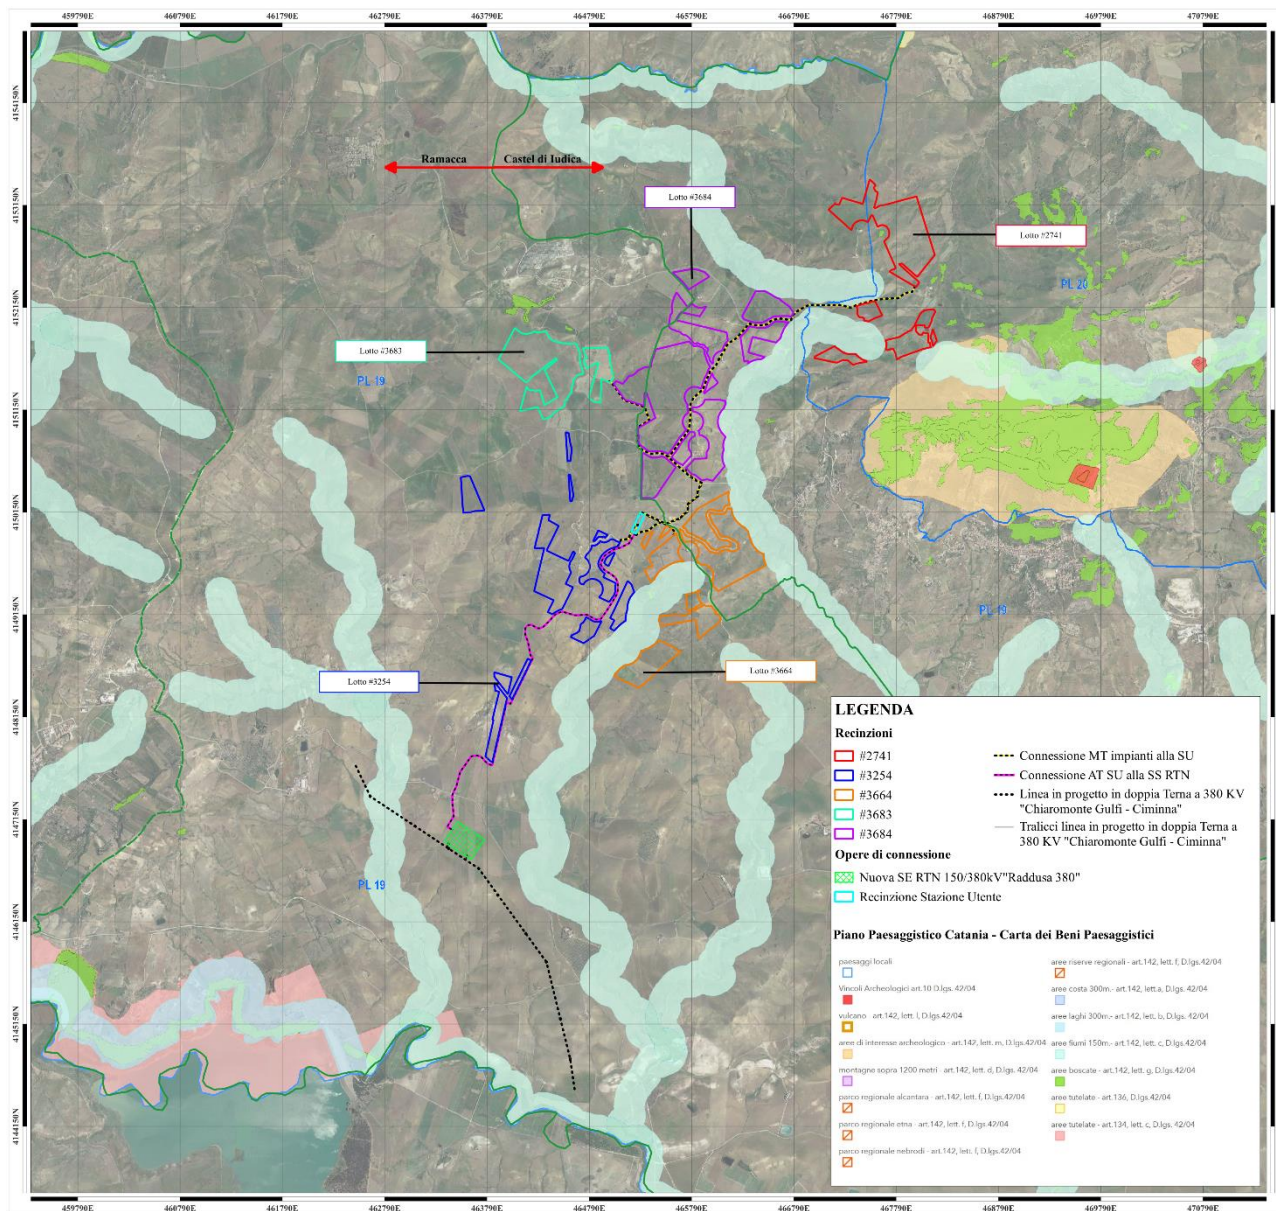 459790E 460790E 461790E 462790E 463790E 464790E 465790E 466790E 467790E 468790E 469790E 470790E
4154150N
4153150N
4152150N
4151150N
4150150N
4149150N
4148150N
4147150N
4146150N
4145150N
4144150N
Ramacca Castel di Iudica
Lotto #3684
Lotto #2741
PL 20
Lotto #3683
PL 19
PL 19
Lotto #3254
Lotto #3664
PL 19
LEGENDA
Recinzioni
#2741
#3254
#3664
#3683
#3684
Opere di connessione
Nuova SE RTN 150/380kV"Raddusa 380"
Recinzione Stazione Utente
Connessione MT impianti alla SU
Connessione AT SU alla SS RTN
Linea in progetto in doppia Terna a 380 KV
"Chiaromonte Gulfi - Ciminna"
Tralicci linea in progetto in doppia Terna a
380 KV "Chiaromonte Gulfi - Ciminna"
Piano Paesaggistico Catania - Carta dei Beni Paesaggistici
paesaggi locali
Vincoli Archeologici art.10 D.lgs. 42/04
vulcano - art.142, lett. l, D.lgs.42/04
aree di interesse archeologico - art.142, lett. m, D.lgs.42/04
montagne sopra 1200 metri - art.142, lett. d, D.lgs.42/04
parco regionale alcantara - art.142, lett. f, D.lgs.42/04
parco regionale etna - art.142, lett. f, D.lgs.42/04
parco regionale nebrodi - art.142, lett. f, D.lgs.42/04
aree riserve regionali - art.142, lett. f, D.lgs.42/04
aree costa 300m.- art.142, lett.a, D.lgs.42/04
aree laghi 300m.- art.142, lett. b, D.lgs.42/04
aree fiumi 150m.- art.142, lett. c, D.lgs.42/04
aree boscate - art.142, lett. g, D.lgs.42/04
aree tutelate - art.136, D.lgs.42/04
aree tutelate - art.134, lett. c, D.lgs. 42/04
459790E 460790E 461790E 462790E 463790E 464790E 465790E 466790E 467790E 468790E 469790E 470790E